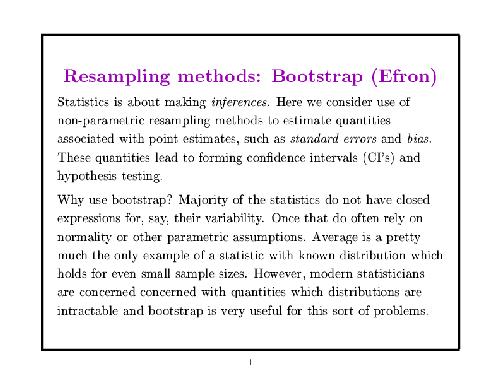 Resampling methods: Bootstrap (Efron)
Statistics is about making inferences. Here we consider use of
non-parametric resampling methods to estimate quantities
associated with point estimates, such as standard errors and bias.
These quantities lead to forming confidence intervals (CI's) and
hypothesis testing.
Why use bootstrap? Majority of the statistics do not have closed
expressions for, say, their variability. Once that do often rely on
normality or other parametric assumptions. Average is a pretty
much the only example of a statistic with known distribution which
holds for even small sample sizes. However, modern statisticians
are concerned concerned with quantities which distributions are
intractable and bootstrap is very useful for this sort of problems.
1